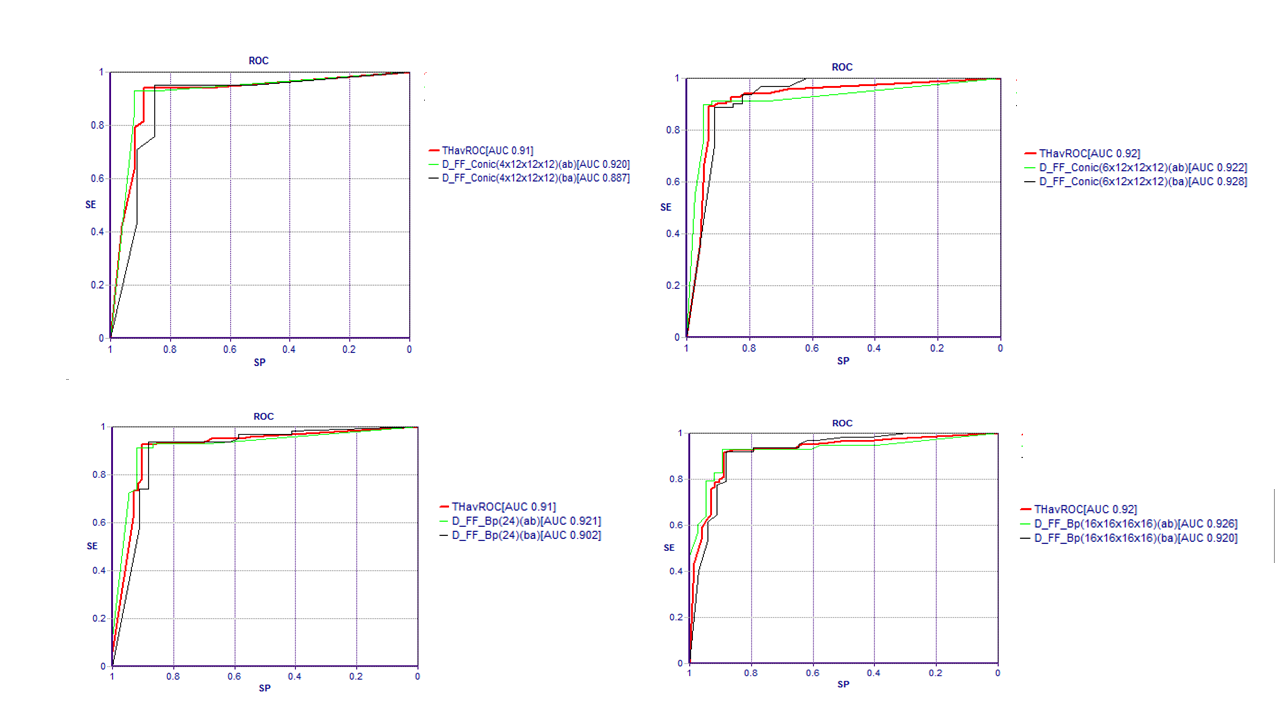 ROC
1
0.8
0.6
SE
0.4
0.2
0
1 0.8 0.6 0.4 0.2 0
SP
THavROC[AUC 0.91]
D_FF_Conic(4x12x12x12)(ab)[AUC 0.920]
D_FF_Conic(4x12x12x12)(ba)[AUC 0.887]
ROC
1
0.8
0.6
SE
0.4
0.2
0
1 0.8 0.6 0.4 0.2 0
SP
THavROC[AUC 0.92]
D_FF_Conic(6x12x12x12)(ab)[AUC 0.922]
D_FF_Conic(6x12x12x12)(ba)[AUC 0.928]
ROC
1
0.8
0.6
SE
0.4
0.2
0
1 0.8 0.6 0.4 0.2 0
SP
THavROC[AUC 0.91]
D_FF_Bp(24)(ab)[AUC 0.921]
D_FF_Bp(24)(ba)[AUC 0.902]
ROC
1
0.8
0.6
SE
0.4
0.2
0
1 0.8 0.6 0.4 0.2 0
SP
THavROC[AUC 0.92]
D_FF_Bp(16x16x16x16)(ab)[AUC 0.926]
D_FF_Bp(16x16x16x16)(ba)[AUC 0.920]